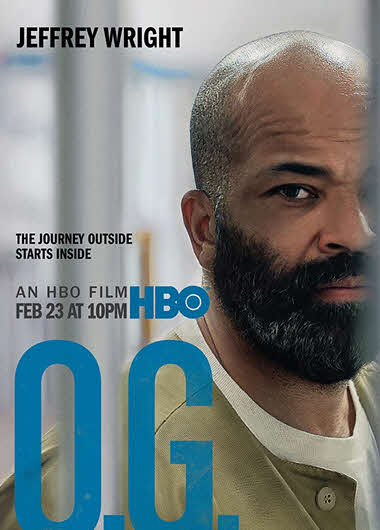 JEFFREY WRIGHT
THE JOURNEY OUTSIDE
STARTS INSIDE
AN HBO FILM
FEB 23 AT 10PM
HBO
O.G.